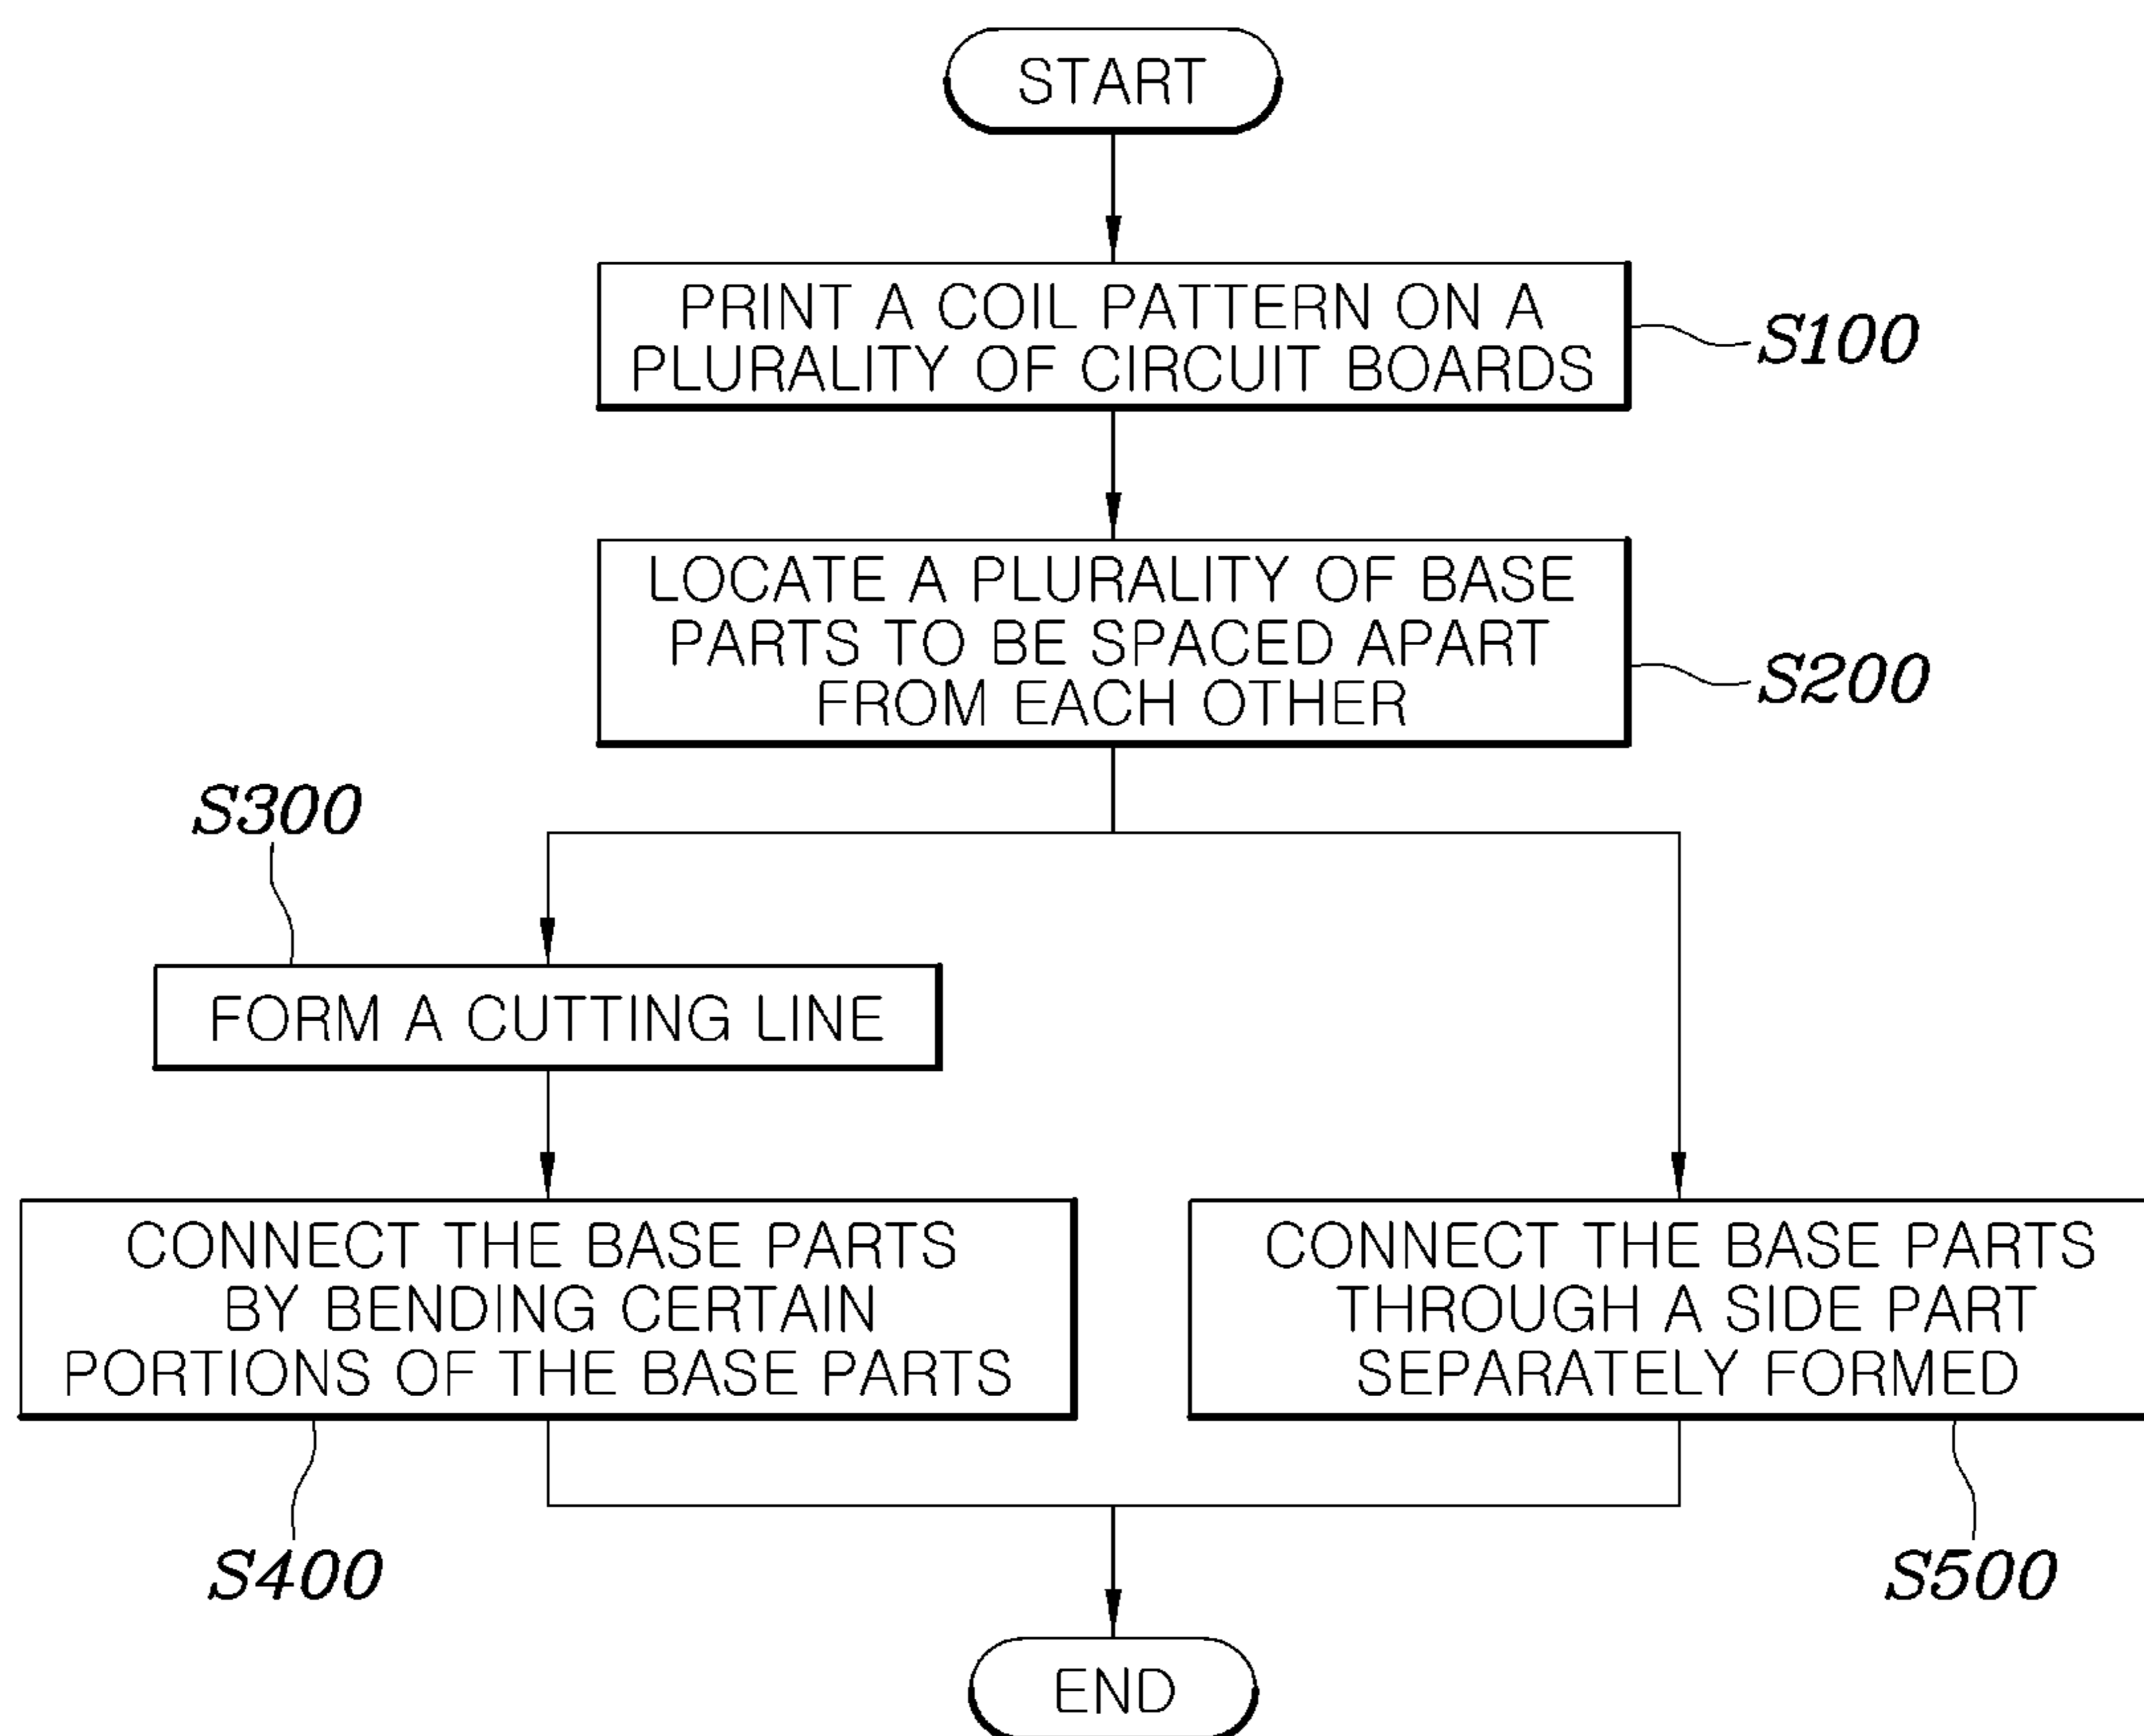 START
PRINT A COIL PATTERN ON A
PLURALITY OF CIRCUIT BOARDS
S100
LOCATE A PLURALITY OF BASE
PARTS TO BE SPACED APART
FROM EACH OTHER
S200
S300
FORM A CUTTING LINE
CONNECT THE BASE PARTS
BY BENDING CERTAIN
PORTIONS OF THE BASE PARTS
S400
CONNECT THE BASE PARTS
THROUGH A SIDE PART
SEPARATELY FORMED
S500
END